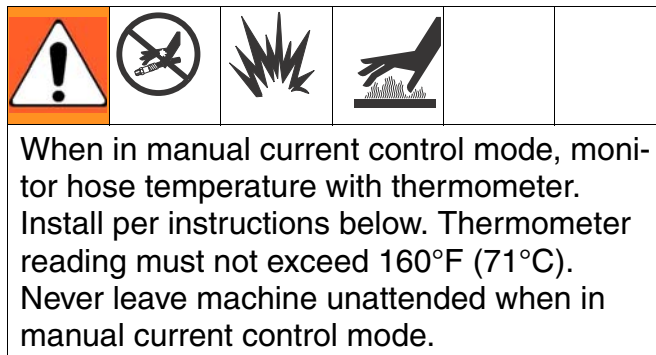 When in manual current control mode, moni-
tor hose temperature with thermometer.
Install per instructions below. Thermometer
reading must not exceed 160°F (71°C).
Never leave machine unattended when in
manual current control mode.